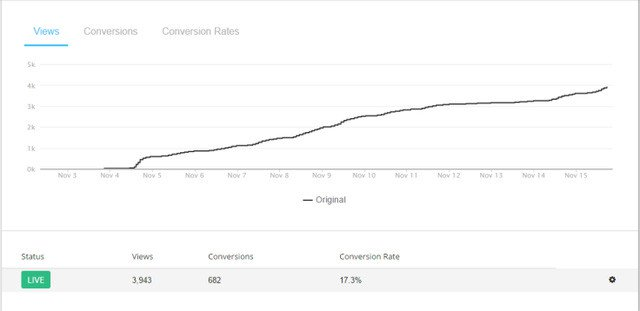 Views Conversions Conversion Rates
5k
4k
3k
2k
1k
0k
Nov 3 Nov 4 Nov 5 Nov 6 Nov 7 Nov 8 Nov 9 Nov 10 Nov 11 Nov 12 Nov 13 Nov 14 Nov 15
Original
Status Views Conversions Conversion Rate
LIVE 3,943 682 17.3%